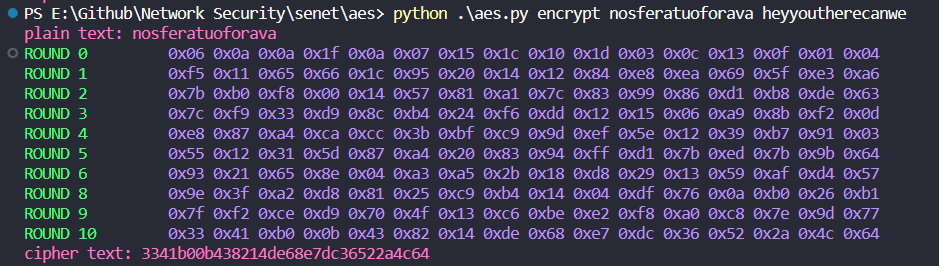 PS E:\Github\Network Security\senet\aes> python .\aes.py encrypt nosferatuoforava heyyoutherecanwe
plain text: nosferatuoforava
ROUND 0 0x06 0x0a 0x0a 0x1f 0x0a 0x07 0x15 0x1c 0x10 0x1d 0x03 0x0c 0x13 0x0f 0x01 0x04
ROUND 1 0xf5 0x11 0x65 0x66 0x1c 0x95 0x20 0x14 0x12 0x84 0xe8 0xea 0x69 0x5f 0xe3 0xa6
ROUND 2 0x7b 0xb0 0xf8 0x00 0x14 0x57 0x81 0xa1 0x7c 0x83 0x99 0x86 0xd1 0xb8 0xde 0x63
ROUND 3 0x7c 0xf9 0x33 0xd9 0x8c 0xb4 0x24 0xf6 0xdd 0x12 0x15 0x06 0xa9 0x8b 0xf2 0x0d
ROUND 4 0xe8 0x87 0xa4 0xca 0xcc 0x3b 0xbf 0xc9 0x9d 0xef 0x5e 0x12 0x39 0xb7 0x91 0x03
ROUND 5 0x55 0x12 0x31 0x5d 0x87 0xa4 0x20 0x83 0x94 0xff 0xd1 0x7b 0xed 0x7b 0x9b 0x64
ROUND 6 0x93 0x21 0x65 0x8e 0x04 0xa3 0xa5 0x2b 0x18 0xd8 0x29 0x13 0x59 0xaf 0xd4 0x57
ROUND 8 0x9e 0x3f 0xa2 0xd8 0x81 0x25 0xc9 0xb4 0x14 0x04 0xdf 0x76 0x0a 0xb0 0x26 0xb1
ROUND 9 0x7f 0xf2 0xce 0xd9 0x70 0x4f 0x13 0xc6 0xbe 0xe2 0xf8 0xa0 0xc8 0x7e 0x9d 0x77
ROUND 10 0x33 0x41 0xb0 0x0b 0x43 0x82 0x14 0xde 0x68 0xe7 0xdc 0x36 0x52 0x2a 0x4c 0x64
cipher text: 3341b00b438214de68e7dc36522a4c64